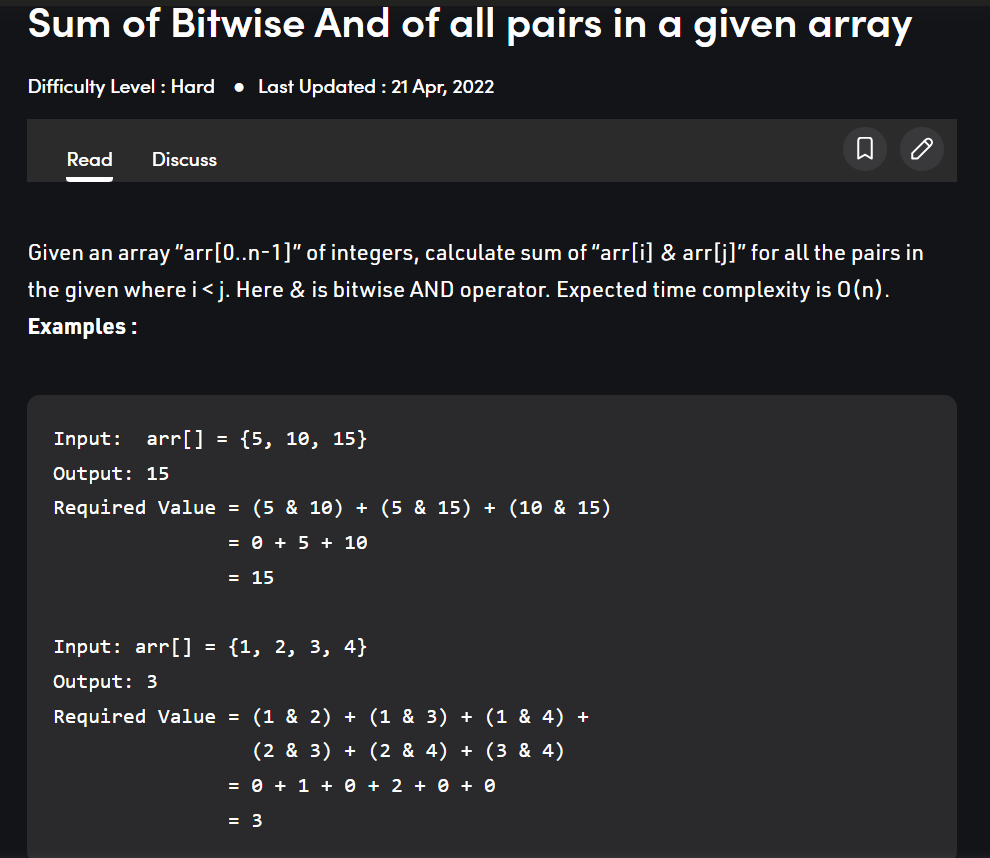 Sum of Bitwise And of all pairs in a given array
Difficulty Level : Hard ● Last Updated : 21 Apr, 2022
Read Discuss
Given an array “arr[0..n-1]” of integers, calculate sum of “arr[i] & arr[j]” for all the pairs in
the given where i < j. Here & is bitwise AND operator. Expected time complexity is O(n).
Examples :
Input:  arr[] = {5, 10, 15}
Output: 15
Required Value = (5 & 10) + (5 & 15) + (10 & 15)
= 0 + 5 + 10
= 15
Input: arr[] = {1, 2, 3, 4}
Output: 3
Required Value = (1 & 2) + (1 & 3) + (1 & 4) +
(2 & 3) + (2 & 4) + (3 & 4)
= 0 + 1 + 0 + 2 + 0 + 0
= 3